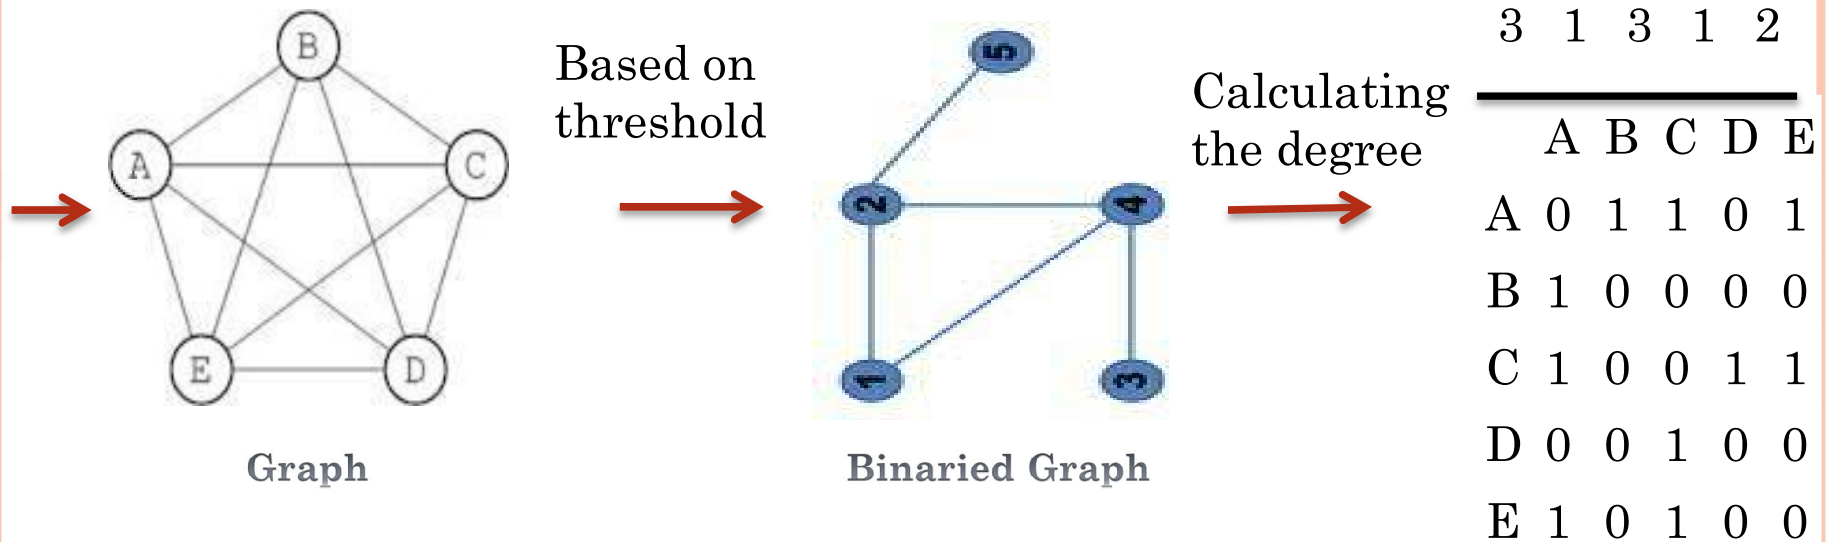 B
A
C
E
D
Graph
Based on
threshold
5
2
4
1
3
Binaried Graph
Calculating
the degree
3 1 3 1 2
A B C D E
A 0 1 1 0 1
B 1 0 0 0 0
C 1 0 0 1 1
D 0 0 1 0 0
E 1 0 1 0 0